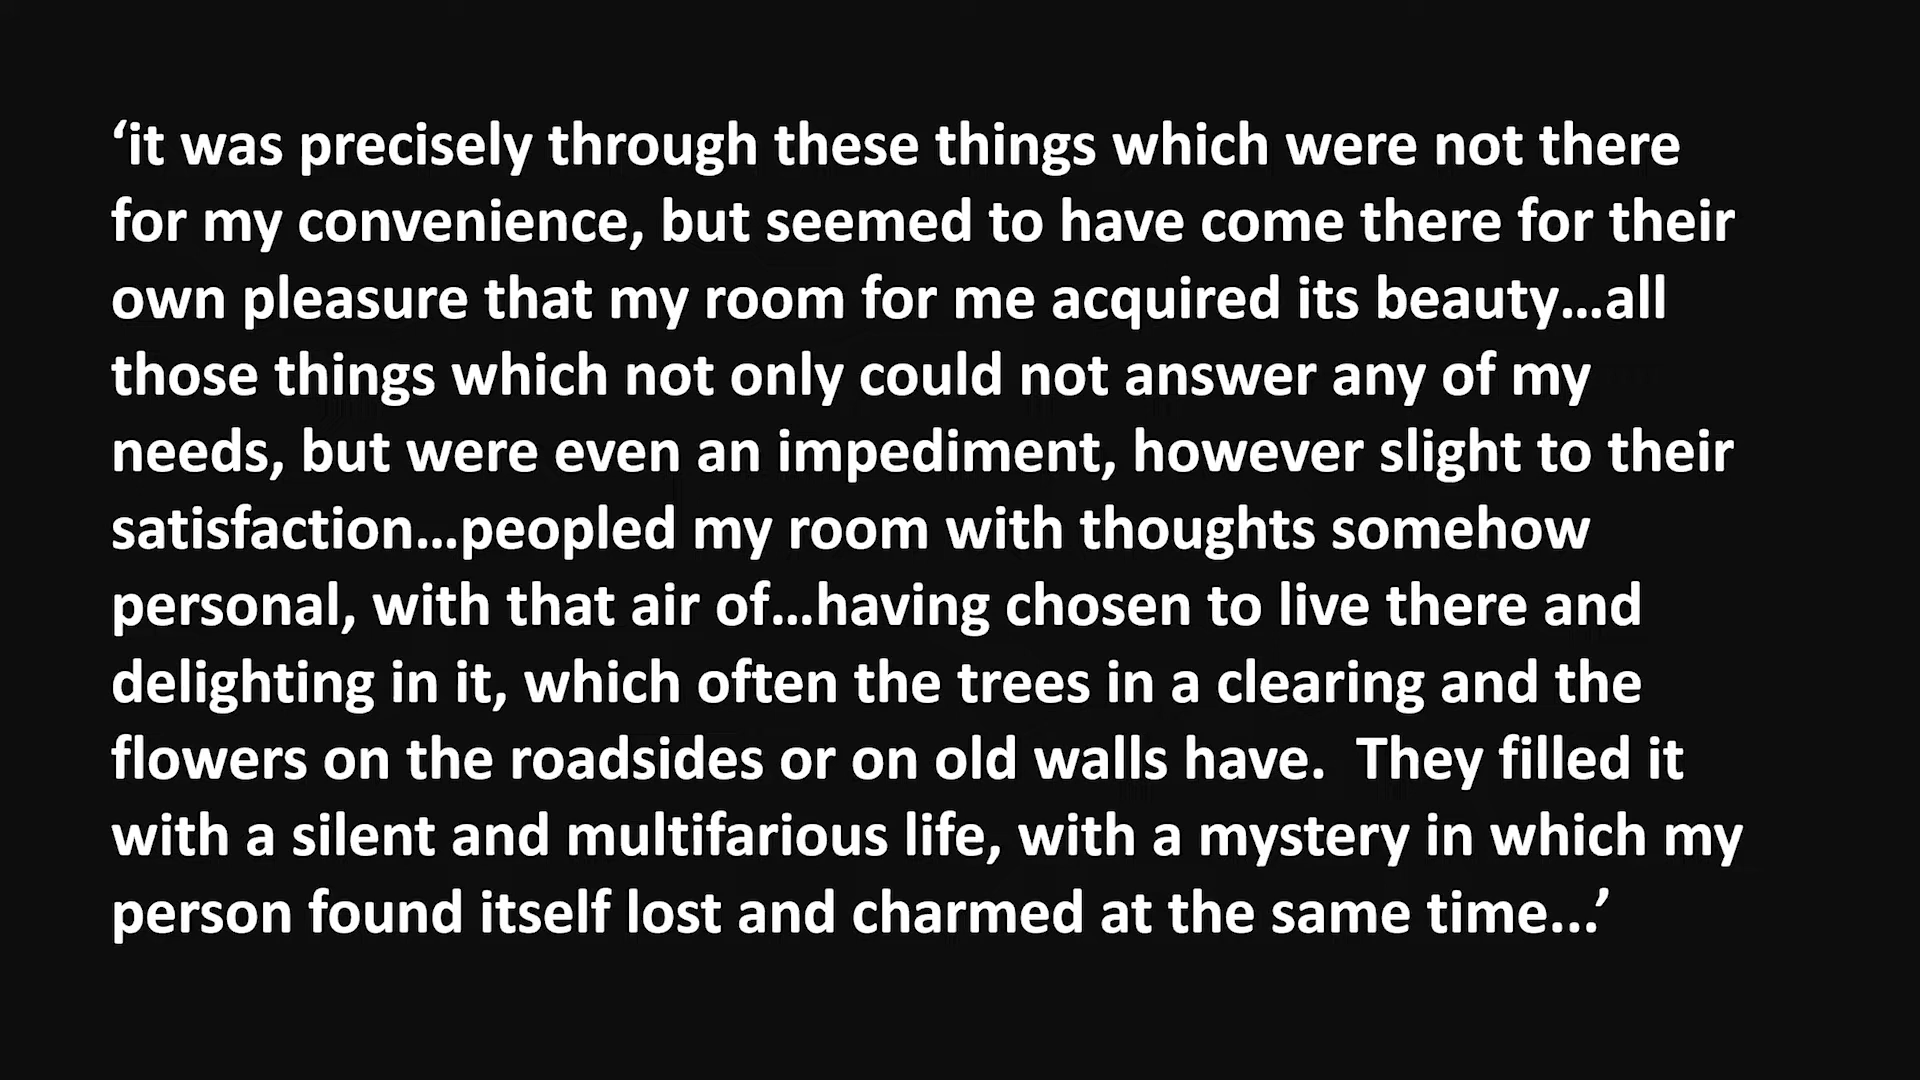 ‘it was precisely through these things which were not there
for my convenience, but seemed to have come there for their
own pleasure that my room for me acquired its beauty…all
those things which not only could not answer any of my
needs, but were even an impediment, however slight to their
satisfaction…peopled my room with thoughts somehow
personal, with that air of…having chosen to live there and
delighting in it, which often the trees in a clearing and the
flowers on the roadsides or on old walls have.  They filled it
with a silent and multifarious life, with a mystery in which my
person found itself lost and charmed at the same time...’